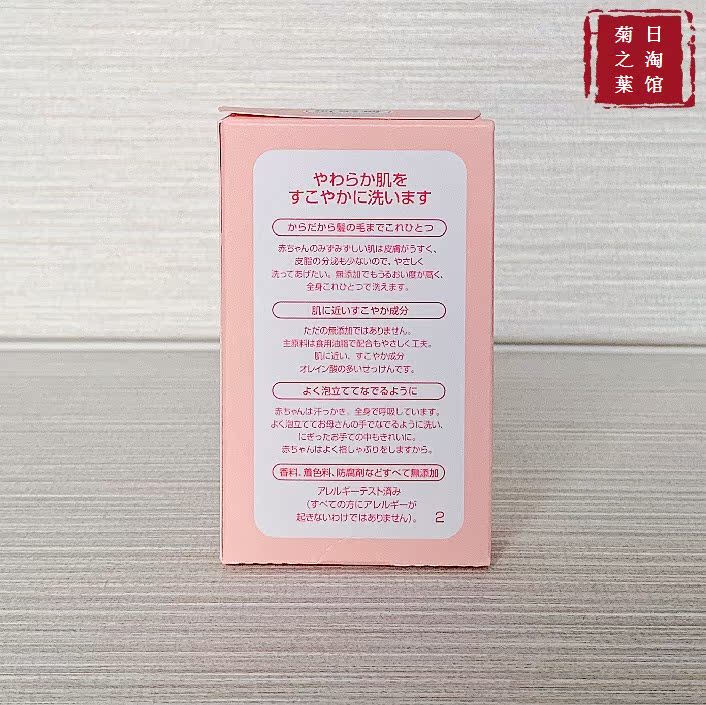 菊之葉
日淘馆
やわらか肌を
すこやかに洗います
からだから髪の毛までこれひとつ
赤ちゃんのみずみずしい肌は皮膚がうすく、
皮脂の分泌も少ないので、やさしく
洗ってあげたい。無添加でもうるおい度が高く、
全身これひとつで洗えます。
肌に近いすこやか成分
ただの無添加ではありません。
主原料は食用油脂で配合もやさしく工夫。
肌に近い、すこやか成分
オレイン酸の多いせっけんです。
よく泡立ててなでるように
赤ちゃんは汗っかき。全身で呼吸しています。
よく泡立ててお母さんの手でなでるように洗い、
にぎったお手ての中もきれいに。
赤ちゃんはよく指しゃぶりをしますから。
香料、着色料、防腐剤などすべて無添加
アレルギーテスト済み
(すべての方にアレルギーが
起きないわけではありません)。
2